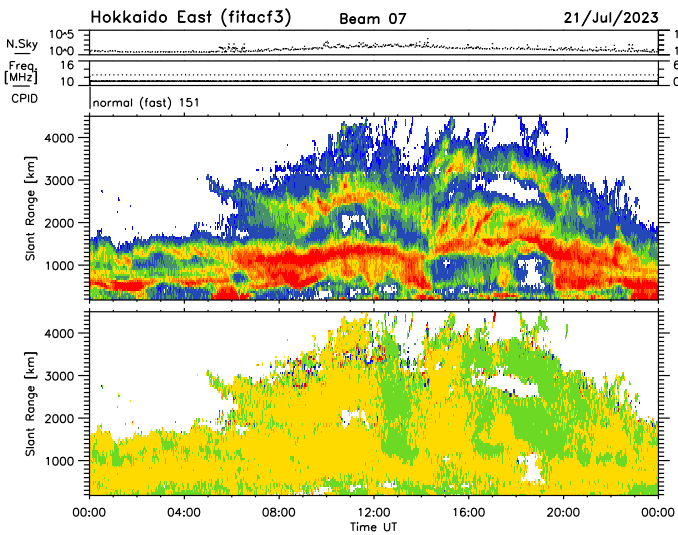 Hokkaido East (fitacf3) Beam 07 21/Jul/2023
N.Sky 10^5 10^0
Freq. [MHz] 16 10
CPID normal (fast) 151
Slant Range [km] 4000 3000 2000 1000
Slant Range [km] 4000 3000 2000 1000
00:00 04:00 08:00 12:00 16:00 20:00 00:00
Time UT